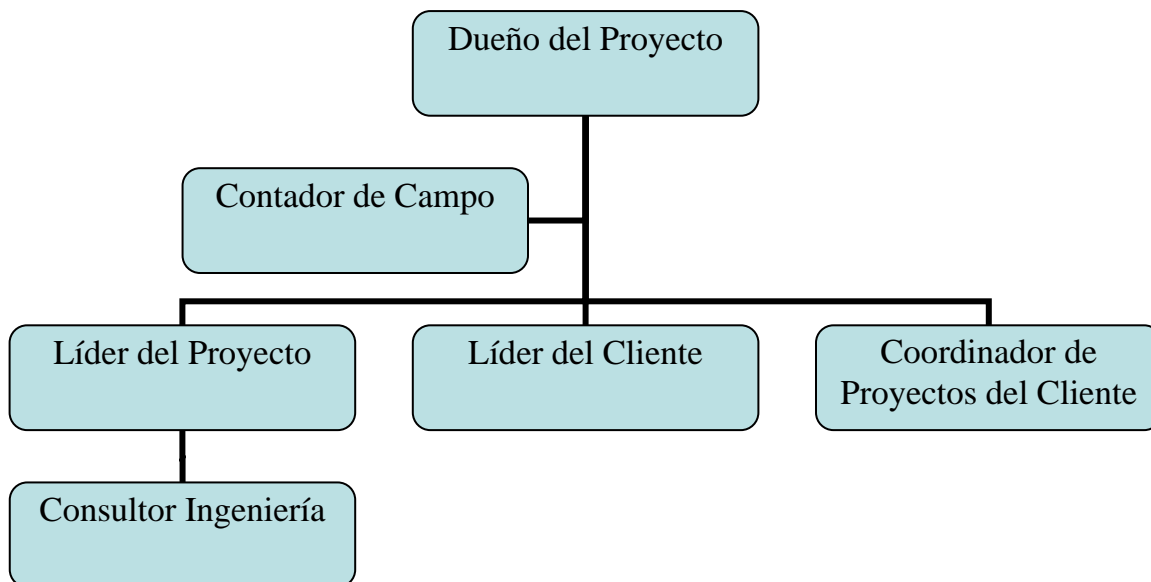 Dueño del Proyecto
Contador de Campo
Líder del Proyecto
Líder del Cliente
Coordinador de
Proyectos del Cliente
Consultor Ingeniería